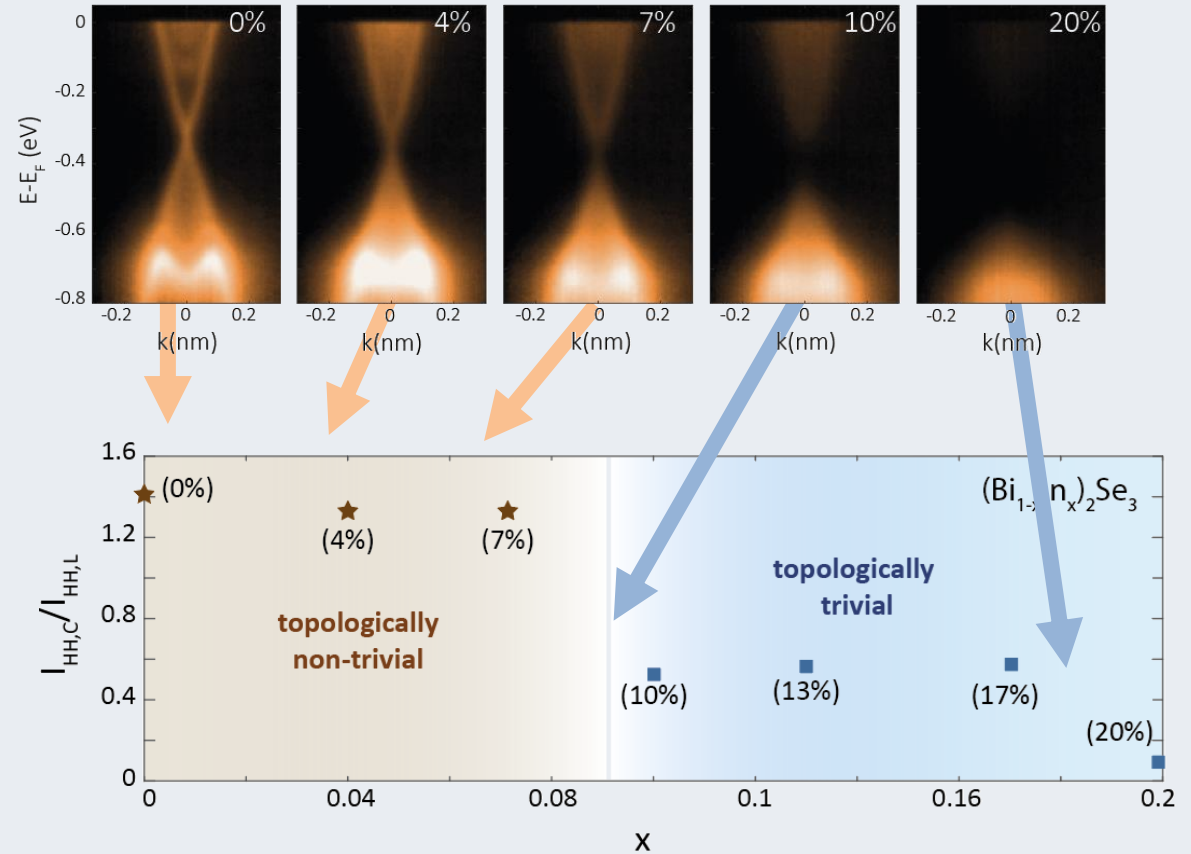 0% 4% 7% 10% 20%
0
-0.2
-0.4
-0.6
-0.8
E-E_F (eV)
-0.2 0 0.2 -0.2 0 0.2 -0.2 0 0.2 -0.2 0 0.2 -0.2 0 0.2
k(nm) k(nm) k(nm) k(nm) k(nm)
1.6
1.2
0.8
0.4
0
I_HH,C/I_HH,L
(0%)
(4%)
(7%)
(Bi_1-x n_x)_2Se_3
topologically
non-trivial
topologically
trivial
(10%)
(13%)
(17%)
(20%)
0 0.04 0.08 0.1 0.16 0.2
x